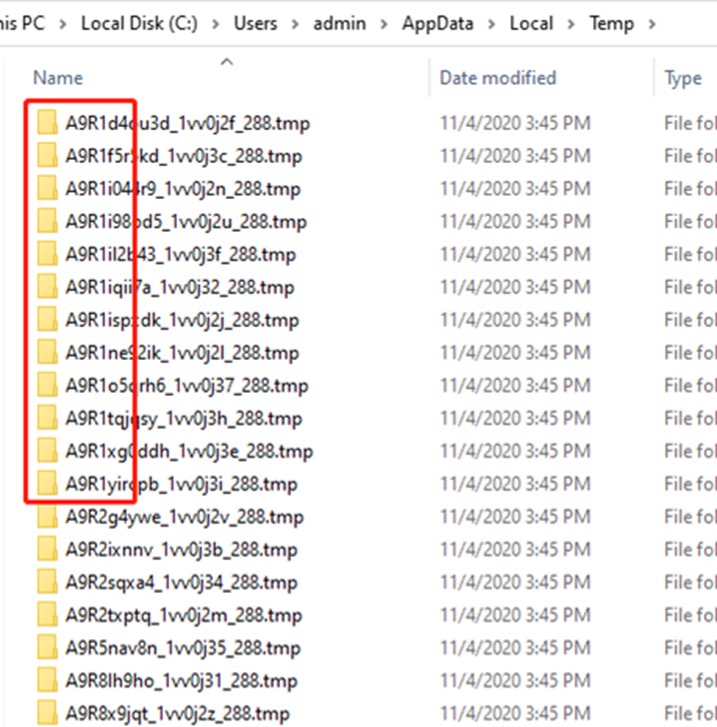 his PC > Local Disk (C:) > Users > admin > AppData > Local > Temp >
Name Date modified Type
A9R1d4ou3d_1vv0j2f_288.tmp 11/4/2020 3:45 PM File fol
A9R1f5r5kd_1vv0j3c_288.tmp 11/4/2020 3:45 PM File fol
A9R1i044r9_1vv0j2n_288.tmp 11/4/2020 3:45 PM File fol
A9R1i98od5_1vv0j2u_288.tmp 11/4/2020 3:45 PM File fol
A9R1il2b43_1vv0j3f_288.tmp 11/4/2020 3:45 PM File fol
A9R1iqii7a_1vv0j32_288.tmp 11/4/2020 3:45 PM File fol
A9R1ispxdk_1vv0j2j_288.tmp 11/4/2020 3:45 PM File fol
A9R1ne92ik_1vv0j2l_288.tmp 11/4/2020 3:45 PM File fol
11/4/2020 3:45 PM File fol
11/4/2020 3:45 PM File fol
A9R1xg0ddh_1vv0j3e_288.tmp 11/4/2020 3:45 PM File fol
11/4/2020 3:45 PM File fol
A9R2g4ywe_1vv0j2v_288.tmp 11/4/2020 3:45 PM File fol
A9R2ixnnv_1vv0j3b_288.tmp 11/4/2020 3:45 PM File fol
A9R2sqxa4_1vv0j34_288.tmp 11/4/2020 3:45 PM File fol
A9R2txptq_1vv0j2m_288.tmp 11/4/2020 3:45 PM File fol
A9R5nav8n_1vv0j35_288.tmp 11/4/2020 3:45 PM File fol
A9R8lh9ho_1vv0j31_288.tmp 11/4/2020 3:45 PM File fol
A9R8x9jqt_1vv0j2z_288.tmp 11/4/2020 3:45 PM File fol